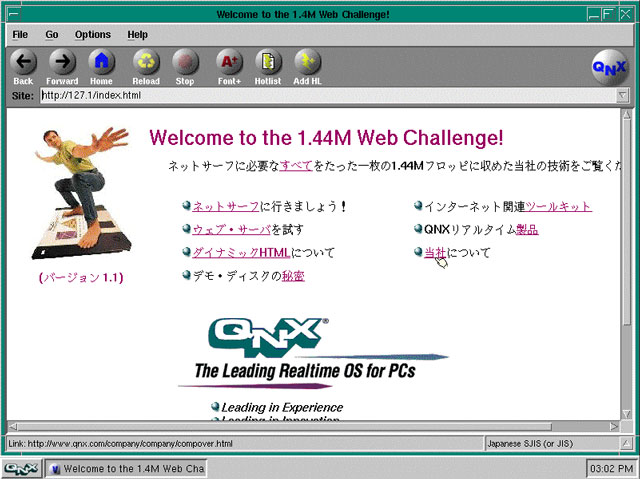 Welcome to the 1.4M Web Challenge!
File Go Options Help
Back Forward Home Reload Stop Font+ Hotlist Add HL
QNX
Site: http://127.1/index.html
Welcome to the 1.44M Web Challenge!
ネットサーフに必要なすべてをたった一枚の1.44Mフロッピに収めた当社の技術をご覧くだ
ネットサーフに行きましょう！
インターネット関連ツールキット
ウェブ・サーバを試す
QNXリアルタイム製品
ダイナミックHTMLについて
当社について
デモ・ディスクの秘密
(バージョン 1.1)
QNX
The Leading Realtime OS for PCs
Leading in Experience
Leading in Innovation
Link: http://www.qnx.com/company/company/compover.html
Japanese SJIS (or JIS)
QNX Welcome to the 1.4M Web Cha 03:02 PM